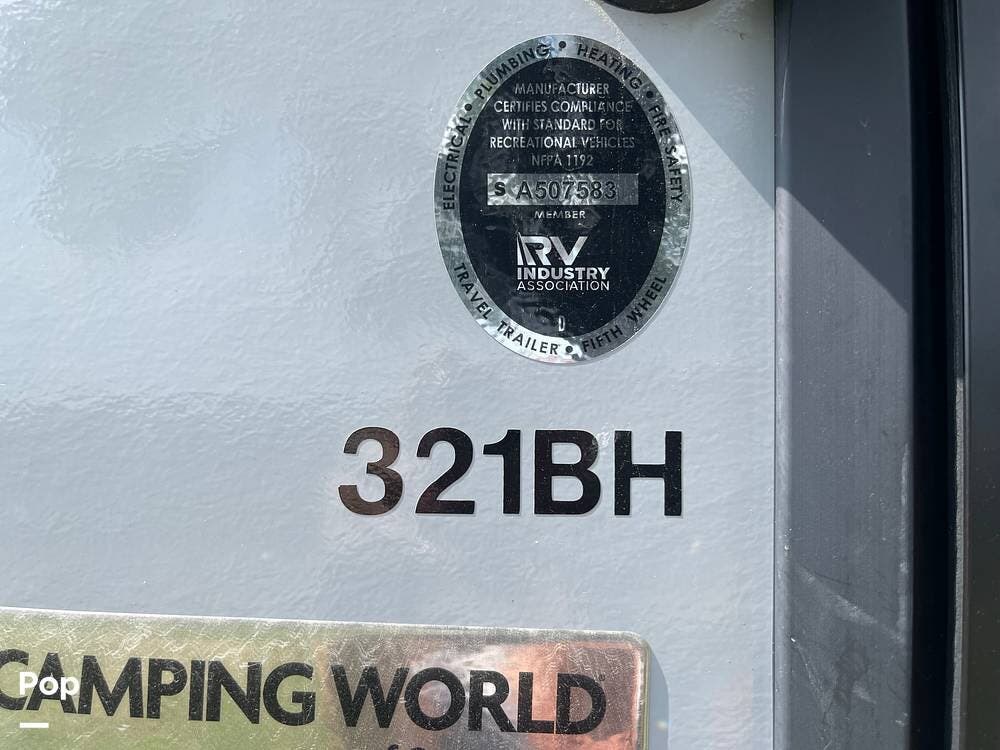 ELECTRICAL • PLUMBING • HEATING • FIRE SAFETY
MANUFACTURER
CERTIFIES COMPLIANCE
WITH STANDARD FOR
RECREATIONAL VEHICLES
NFPA 1192
S A507583
MEMBER
RV
INDUSTRY
ASSOCIATION
D
TRAVEL TRAILER • FIFTH WHEEL
321BH
CAMPING WORLD
Pop